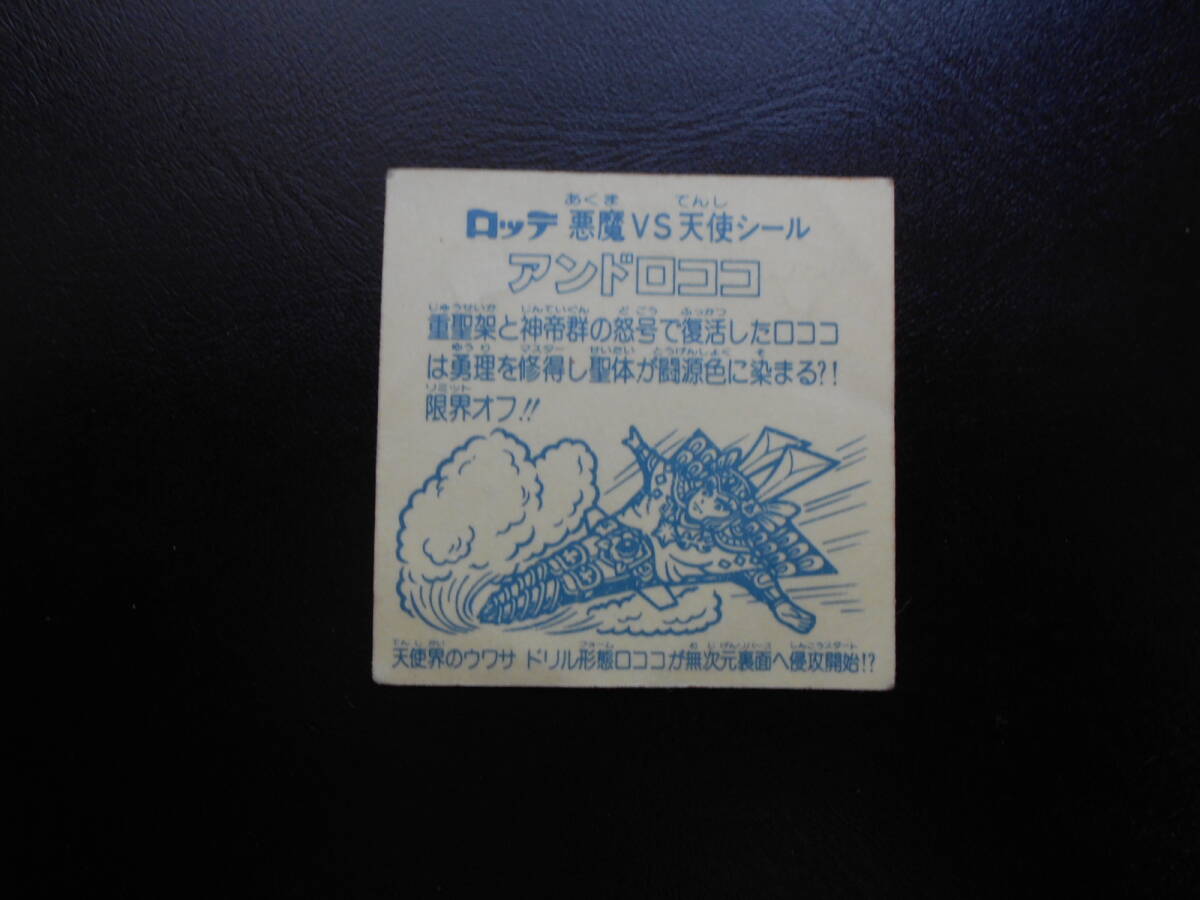 あくま てんし
ロッテ 悪魔VS天使シール
アンドロココ
じゅうせいか じんていぐん どごう ふっかつ
重聖架と神帝群の怒号で復活したロココ
ゆうり マスター せいたい とうげんしょく そ
は勇理を修得し聖体が闘源色に染まる?!
リミット
限界オフ!!
てんしかい フォーム むじげんリバース しんこうスタート
天使界のウワサ ドリル形態ロココが無次元裏面へ侵攻開始!?